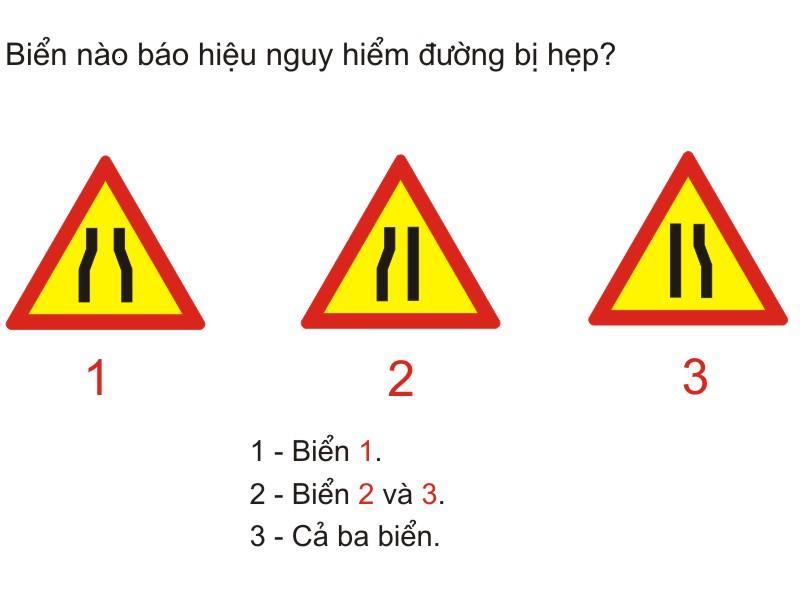 Biển nào báo hiệu nguy hiểm đường bị hẹp?
1 2 3
1 - Biển 1.
2 - Biển 2 và 3.
3 - Cả ba biển.